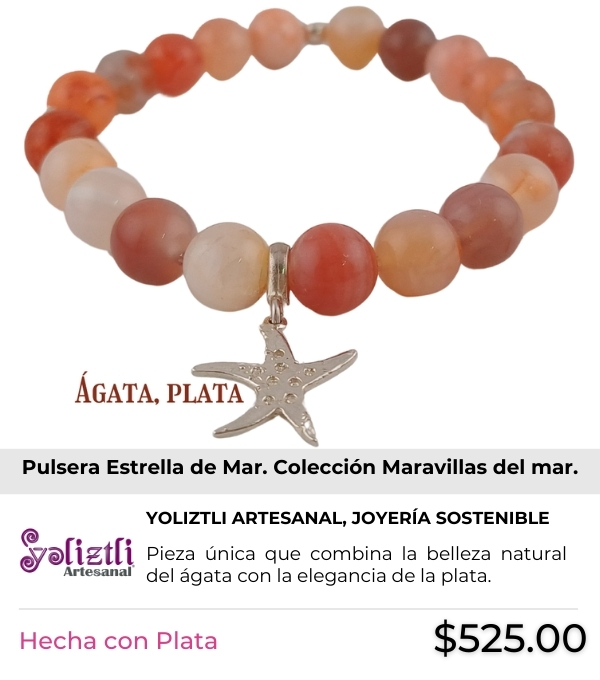 ÁGATA, PLATA
Pulsera Estrella de Mar. Colección Maravillas del mar.
YOLIZTLI ARTESANAL, JOYERÍA SOSTENIBLE
yoliztli
Artesanal
Pieza única que combina la belleza natural
del ágata con la elegancia de la plata.
Hecha con Plata
$525.00